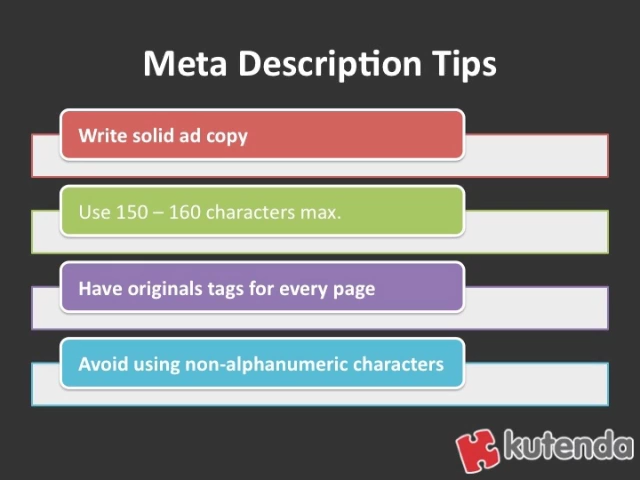 Meta Description Tips
Write solid ad copy
Use 150 – 160 characters max.
Have originals tags for every page
Avoid using non-alphanumeric characters
kutenda